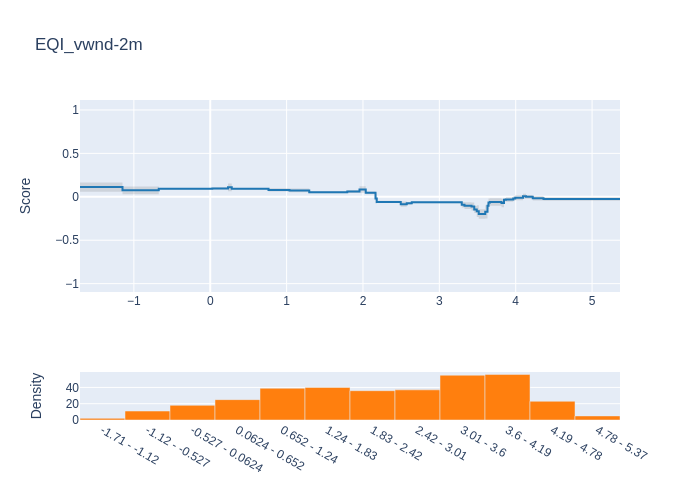 EQI_vwnd-2m
Score
1
0.5
0
−0.5
−1
−1
0
1
2
3
4
5
Density
40
20
0
-1.71 - -1.12
-1.12 - -0.527
-0.527 - 0.0624
0.0624 - 0.652
0.652 - 1.24
1.24 - 1.83
1.83 - 2.42
2.42 - 3.01
3.01 - 3.6
3.6 - 4.19
4.19 - 4.78
4.78 - 5.37